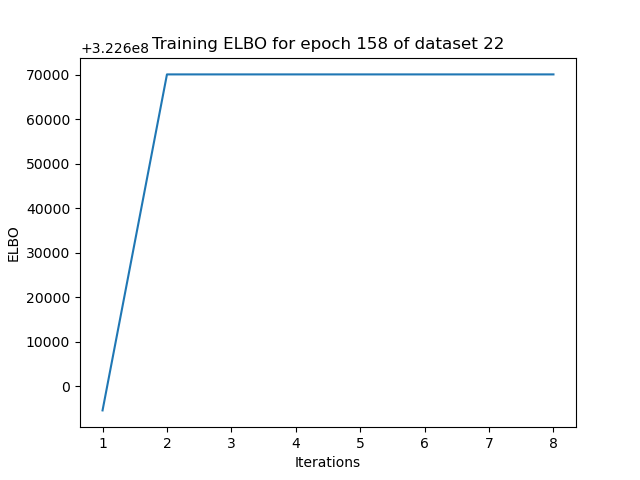 Training ELBO for epoch 158 of dataset 22
+3.226e8
70000
60000
50000
40000
30000
20000
10000
0
ELBO
1 2 3 4 5 6 7 8
Iterations